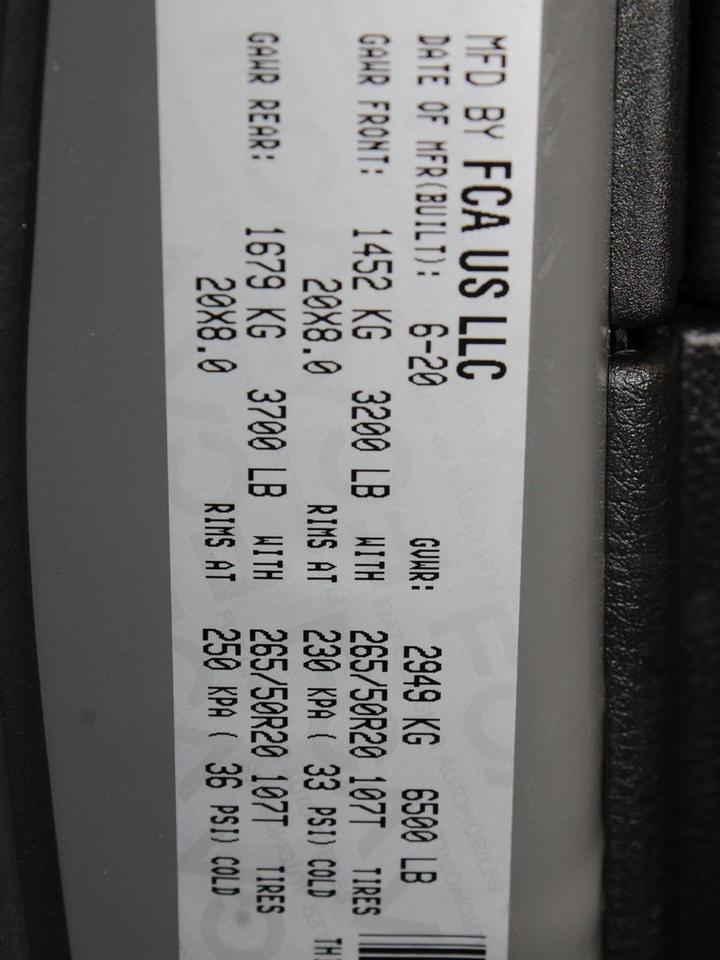 MFD BY FCA US LLC
DATE OF MFR(BUILT): 6-20 GVWR: 2949 KG 6500 LB
GAWR FRONT: 1452 KG 3200 LB WITH 265/50R20 107T TIRES
20X8.0 RIMS AT 230 KPA ( 33 PSI) COLD
GAWR REAR: 1679 KG 3700 LB WITH 265/50R20 107T TIRES
20X8.0 RIMS AT 250 KPA ( 36 PSI) COLD
AUTOMOBILES